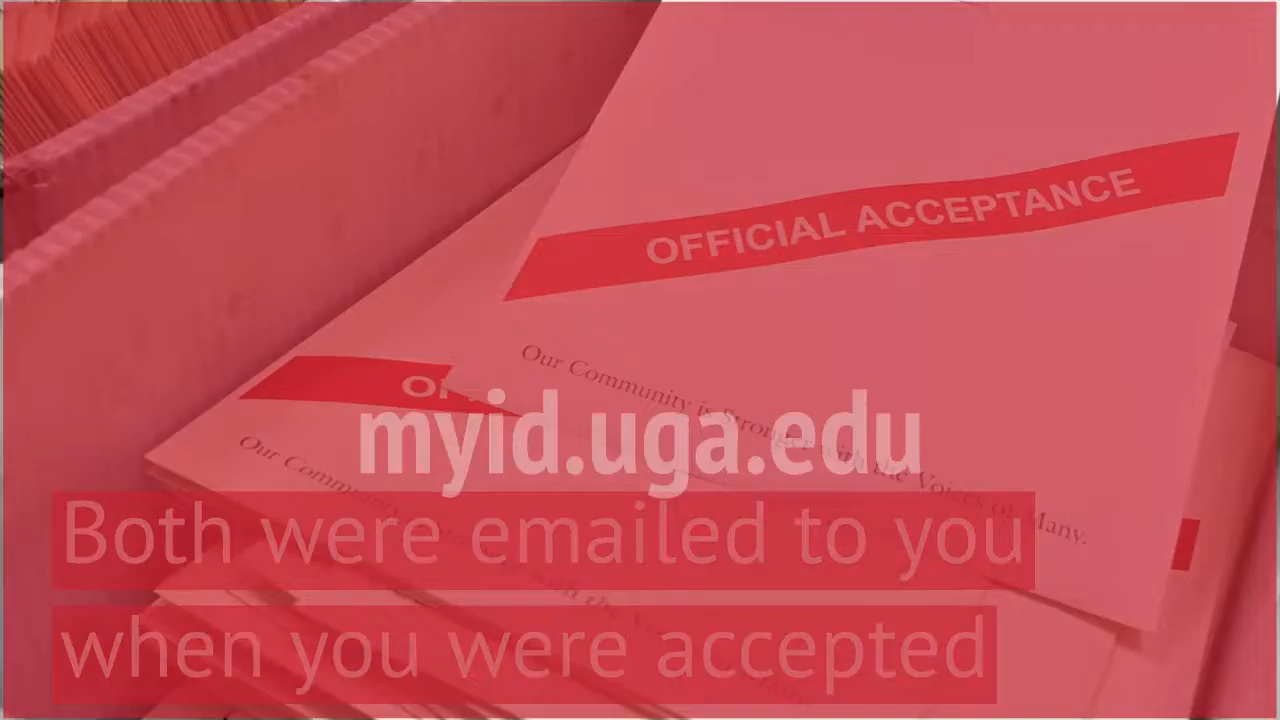 OFFICIAL ACCEPTANCE
Our Community is Stronger with the Voices of Many.
myid.uga.edu
Our
Both were emailed to you
when you were accepted